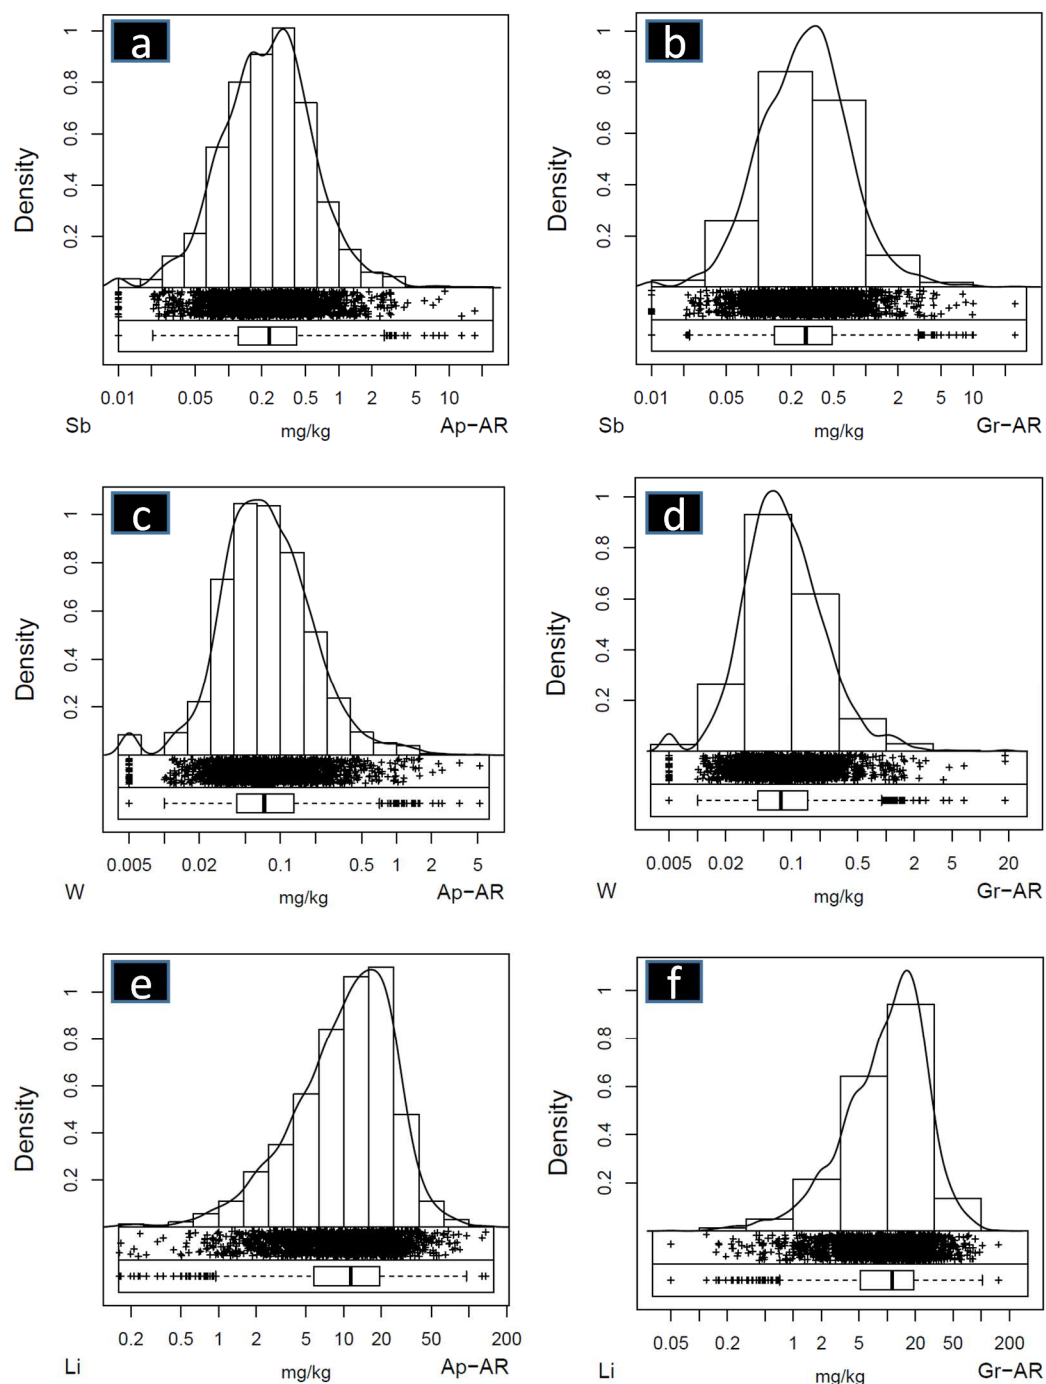 a
Density
0.2 0.4 0.6 0.8 1
0.01 0.05 0.2 0.5 1 2 5 10
Sb mg/kg Ap−AR
b
Density
0.2 0.4 0.6 0.8 1
0.01 0.05 0.2 0.5 2 5 10
Sb mg/kg Gr−AR
c
Density
0.2 0.4 0.6 0.8 1
0.005 0.02 0.1 0.5 1 2 5
W mg/kg Ap−AR
d
Density
0.2 0.4 0.6 0.8 1
0.005 0.02 0.1 0.5 2 5 20
W mg/kg Gr−AR
e
Density
0.2 0.4 0.6 0.8 1
0.2 0.5 1 2 5 10 20 50 200
Li mg/kg Ap−AR
f
Density
0.2 0.4 0.6 0.8 1
0.05 0.2 1 2 5 20 50 200
Li mg/kg Gr−AR